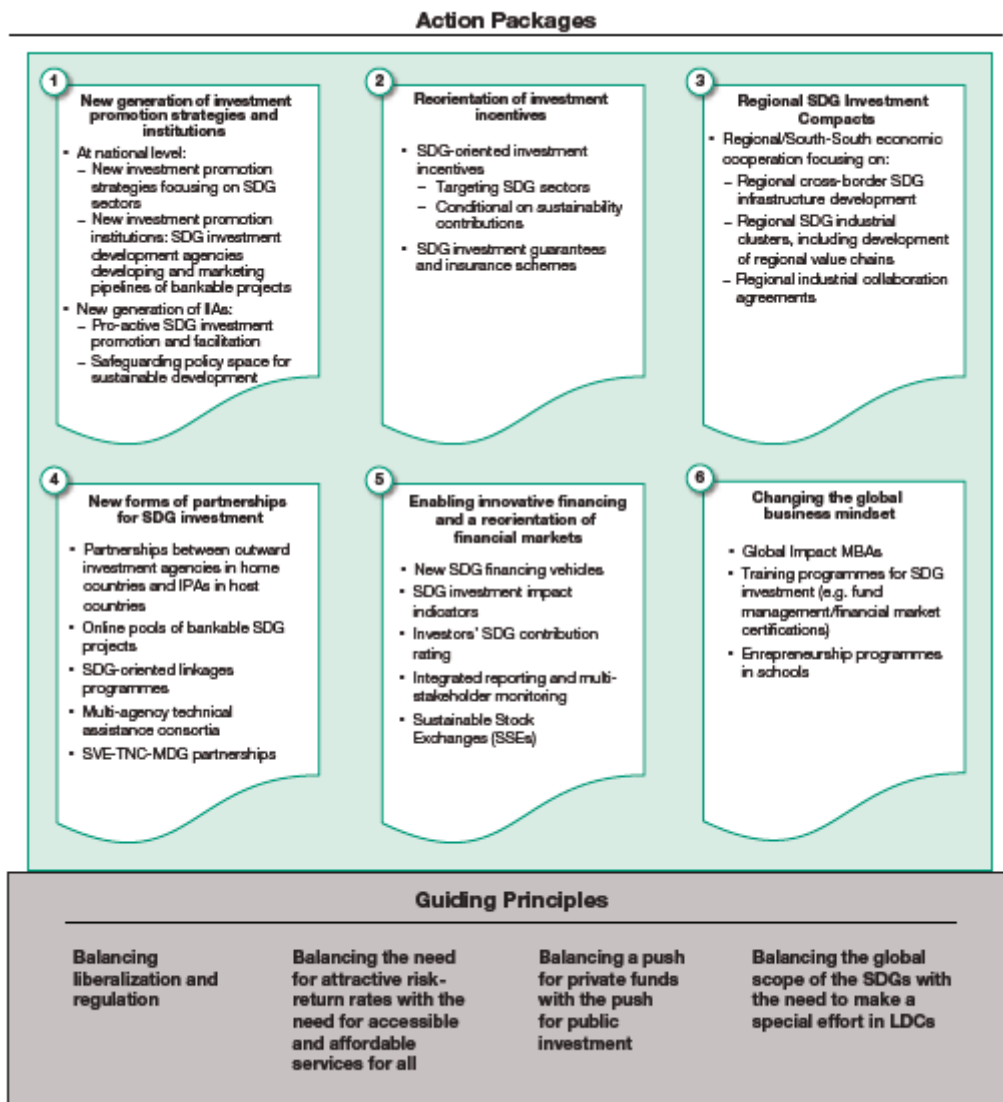 Action Packages
1
New generation of investment
promotion strategies and
institutions
• At national level:
– New investment promotion
strategies focusing on SDG
sectors
– New investment promotion
institutions: SDG investment
development agencies
developing and marketing
pipelines of bankable projects
• New generation of IIAs:
– Pro-active SDG investment
promotion and facilitation
– Safeguarding policy space for
sustainable development
2
Reorientation of investment
incentives
• SDG-oriented investment
incentives
– Targeting SDG sectors
– Conditional on sustainability
contributions
• SDG investment guarantees
and insurance schemes
3
Regional SDG Investment
Compacts
• Regional/South-South economic
cooperation focusing on:
– Regional cross-border SDG
infrastructure development
– Regional SDG industrial
clusters, including development
of regional value chains
– Regional industrial collaboration
agreements
4
New forms of partnerships
for SDG investment
• Partnerships between outward
investment agencies in home
countries and IPAs in host
countries
• Online pools of bankable SDG
projects
• SDG-oriented linkages
programmes
• Multi-agency technical
assistance consortia
• SVE-TNC-MDG partnerships
5
Enabling innovative financing
and a reorientation of
financial markets
• New SDG financing vehicles
• SDG investment impact
indicators
• Investors' SDG contribution
rating
• Integrated reporting and multi-
stakeholder monitoring
• Sustainable Stock
Exchanges (SSEs)
6
Changing the global
business mindset
• Global Impact MBAs
• Training programmes for SDG
investment (e.g. fund
management/financial market
certifications)
• Enrepreneurship programmes
in schools
Guiding Principles
Balancing
liberalization and
regulation
Balancing the need
for attractive risk-
return rates with the
need for accessible
and affordable
services for all
Balancing a push
for private funds
with the push
for public
investment
Balancing the global
scope of the SDGs with
the need to make a
special effort in LDCs